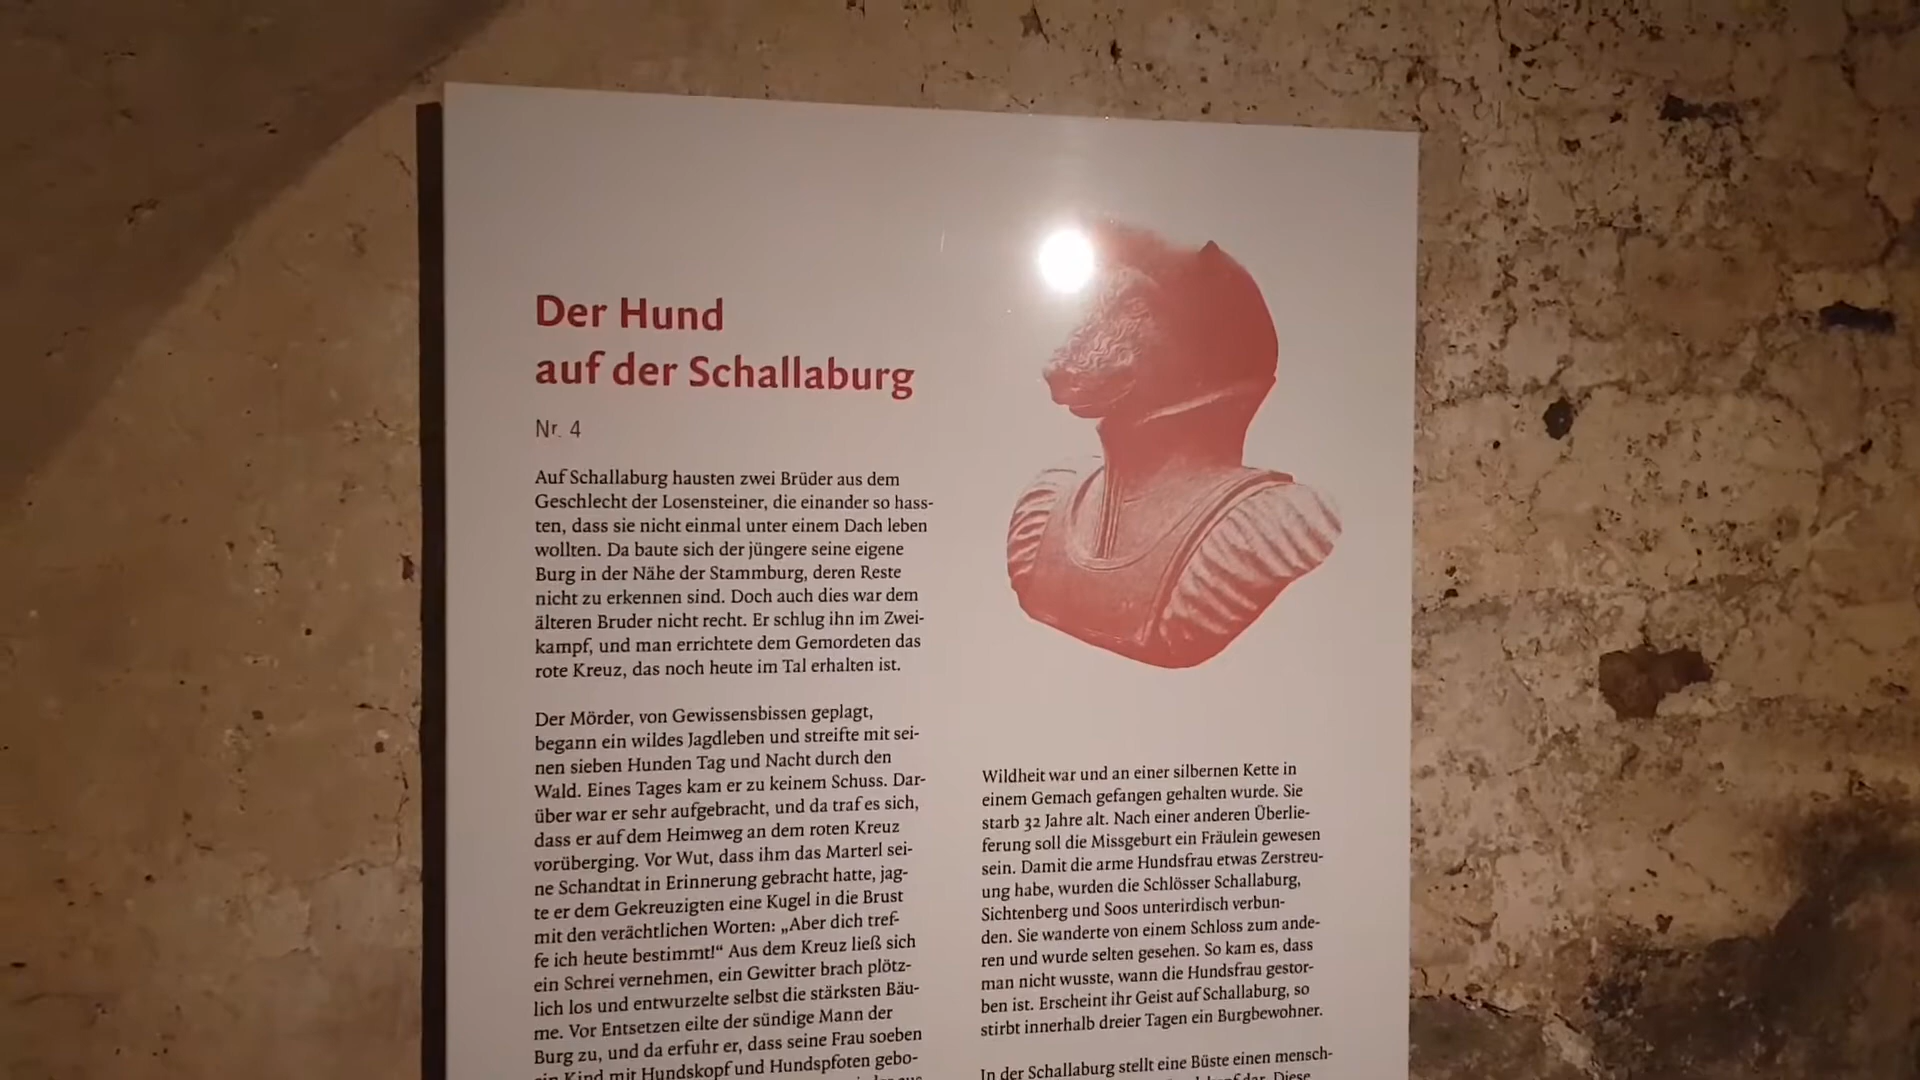 Der Hund
auf der Schallaburg
Nr. 4
Auf Schallaburg hausten zwei Brüder aus dem
Geschlecht der Losensteiner, die einander so hass-
ten, dass sie nicht einmal unter einem Dach leben
wollten. Da baute sich der jüngere seine eigene
Burg in der Nähe der Stammburg, deren Reste
nicht zu erkennen sind. Doch auch dies war dem
älteren Bruder nicht recht. Er schlug ihn im Zwei-
kampf, und man errichtete dem Gemordeten das
rote Kreuz, das noch heute im Tal erhalten ist.
Der Mörder, von Gewissensbissen geplagt,
begann ein wildes Jagdleben und streifte mit sei-
nen sieben Hunden Tag und Nacht durch den
Wald. Eines Tages kam er zu keinem Schuss. Dar-
über war er sehr aufgebracht, und da traf es sich,
dass er auf dem Heimweg an dem roten Kreuz
vorüberging. Vor Wut, dass ihm das Marterl sei-
ne Schandtat in Erinnerung gebracht hatte, jag-
te er dem Gekreuzigten eine Kugel in die Brust
mit den verächtlichen Worten: „Aber dich tref-
fe ich heute bestimmt!“ Aus dem Kreuz ließ sich
ein Schrei vernehmen, ein Gewitter brach plötz-
lich los und entwurzelte selbst die stärksten Bäu-
me. Vor Entsetzen eilte der sündige Mann der
Burg zu, und da erfuhr er, dass seine Frau soeben
ein Kind mit Hundskopf und Hundspfoten gebo-
Wildheit war und an einer silbernen Kette in
einem Gemach gefangen gehalten wurde. Sie
starb 32 Jahre alt. Nach einer anderen Überlie-
ferung soll die Missgeburt ein Fräulein gewesen
sein. Damit die arme Hundsfrau etwas Zerstreu-
ung habe, wurden die Schlösser Schallaburg,
Sichtenberg und Soos unterirdisch verbun-
den. Sie wanderte von einem Schloss zum ande-
ren und wurde selten gesehen. So kam es, dass
man nicht wusste, wann die Hundsfrau gestor-
ben ist. Erscheint ihr Geist auf Schallaburg, so
stirbt innerhalb dreier Tagen ein Burgbewohner.
In der Schallaburg stellt eine Büste einen mensch-
dar. Diese